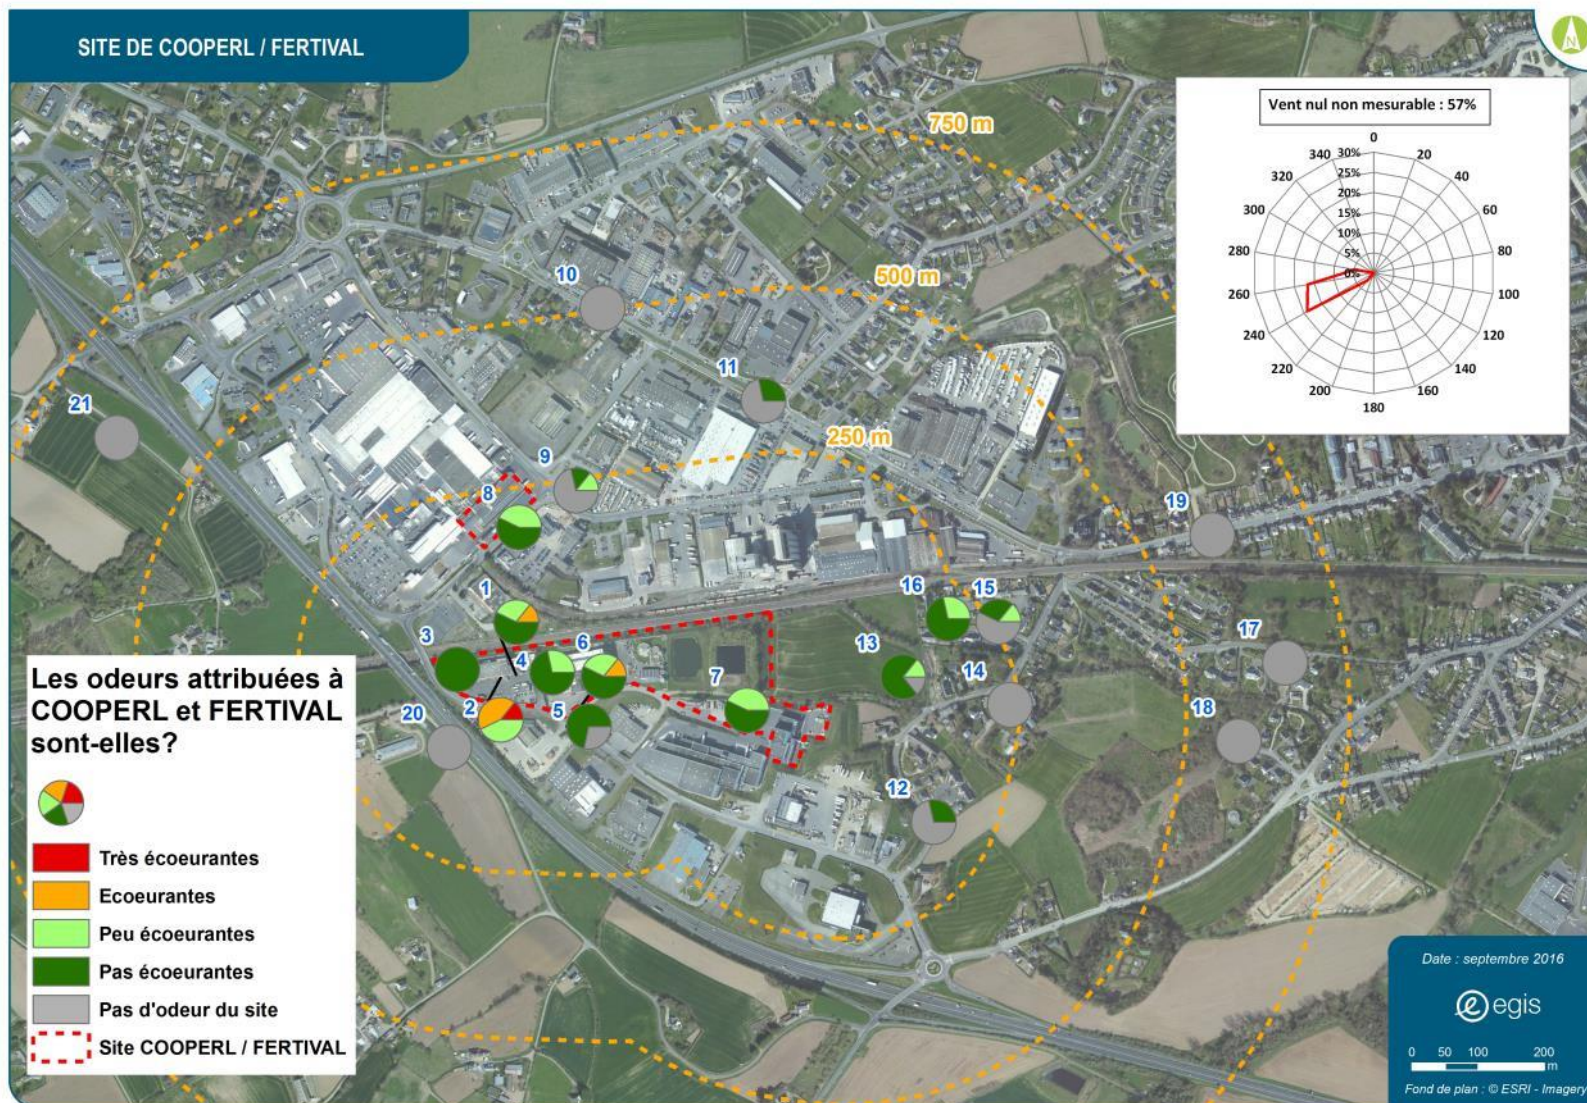 SITE DE COOPERL / FERTIVAL
N
Vent nul non mesurable : 57%
0
20
40
60
80
100
120
140
160
180
200
220
240
260
280
300
320
340
30%
25%
20%
15%
10%
5%
0%
750 m
500 m
250 m
10
11
21
9
8
19
1
16
15
3
4
6
13
17
7
14
2
5
20
18
12
Les odeurs attribuées à
COOPERL et FERTIVAL
sont-elles?
Très écoeurantes
Ecoeurantes
Peu écoeurantes
Pas écoeurantes
Pas d'odeur du site
Site COOPERL / FERTIVAL
Date : septembre 2016
e egis
0 50 100 200
m
Fond de plan : © ESRI - Imagery